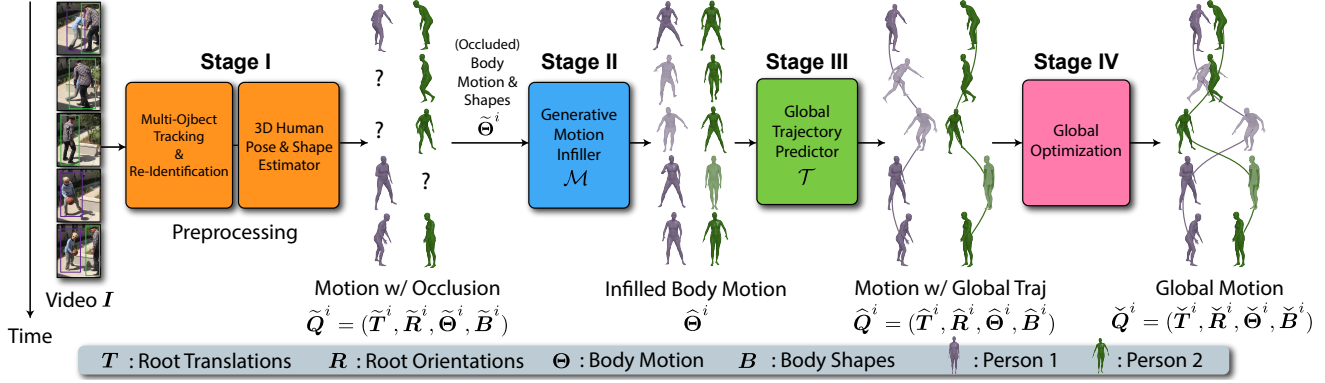 Stage I
Multi-Ojbect
Tracking
&
Re-Identification
3D Human
Pose & Shape
Estimator
Preprocessing
Video I
Time
?
?
?
Motion w/ Occlusion
Q̃^i = (T̃^i, R̃^i, Θ̃^i, B̃^i)
(Occluded)
Body
Motion &
Shapes
Θ̃^i
Stage II
Generative
Motion
Infiller
M
Infilled Body Motion
Θ̂^i
Stage III
Global
Trajectory
Predictor
T
Motion w/ Global Traj
Q̂^i = (T̂^i, R̂^i, Θ̂^i, B̂^i)
Stage IV
Global
Optimization
Global Motion
Q̌^i = (Ť^i, Ř^i, Θ̌^i, B̌^i)
T : Root Translations R : Root Orientations Θ : Body Motion B : Body Shapes : Person 1 : Person 2